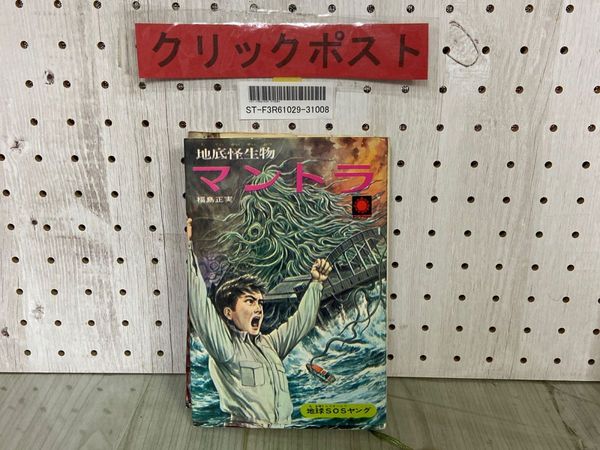 クリックポスト
ST-F3R61029-31008
地底怪生物
マントラ
福島正実
地球SOSヤング